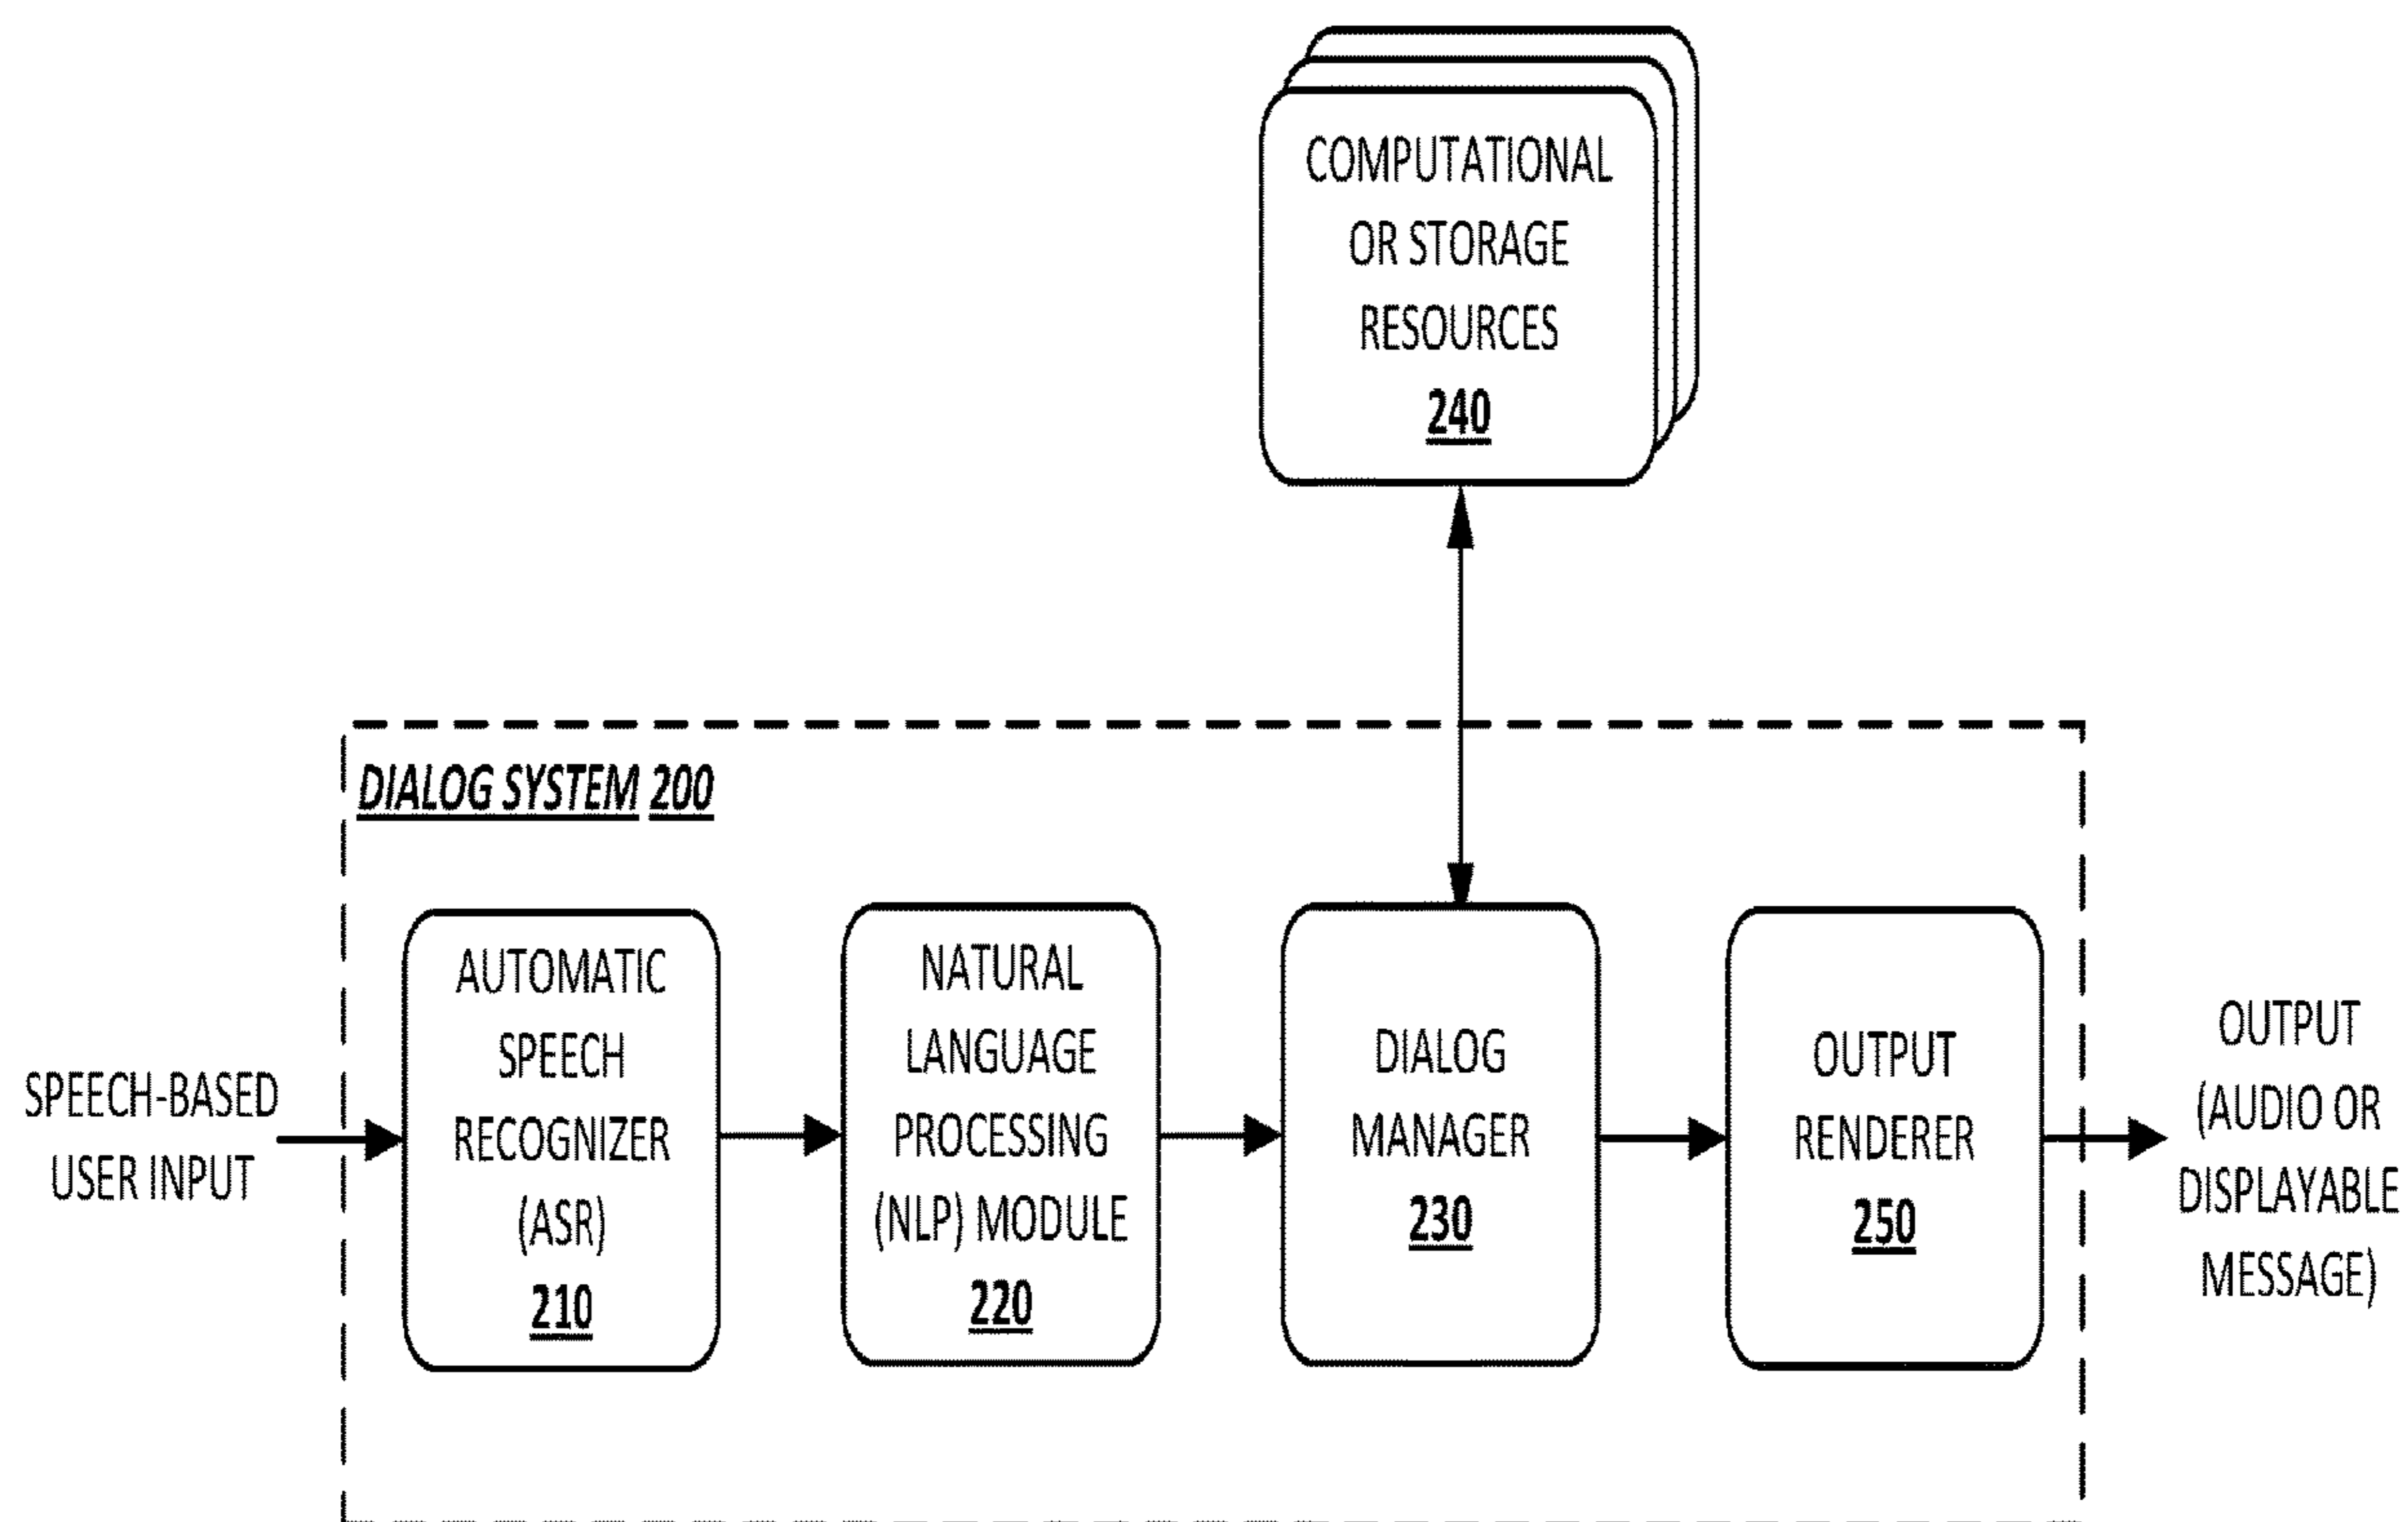 COMPUTATIONAL
OR STORAGE
RESOURCES
240
DIALOG SYSTEM 200
SPEECH-BASED
USER INPUT
AUTOMATIC
SPEECH
RECOGNIZER
(ASR)
210
NATURAL
LANGUAGE
PROCESSING
(NLP) MODULE
220
DIALOG
MANAGER
230
OUTPUT
RENDERER
250
OUTPUT
(AUDIO OR
DISPLAYABLE
MESSAGE)